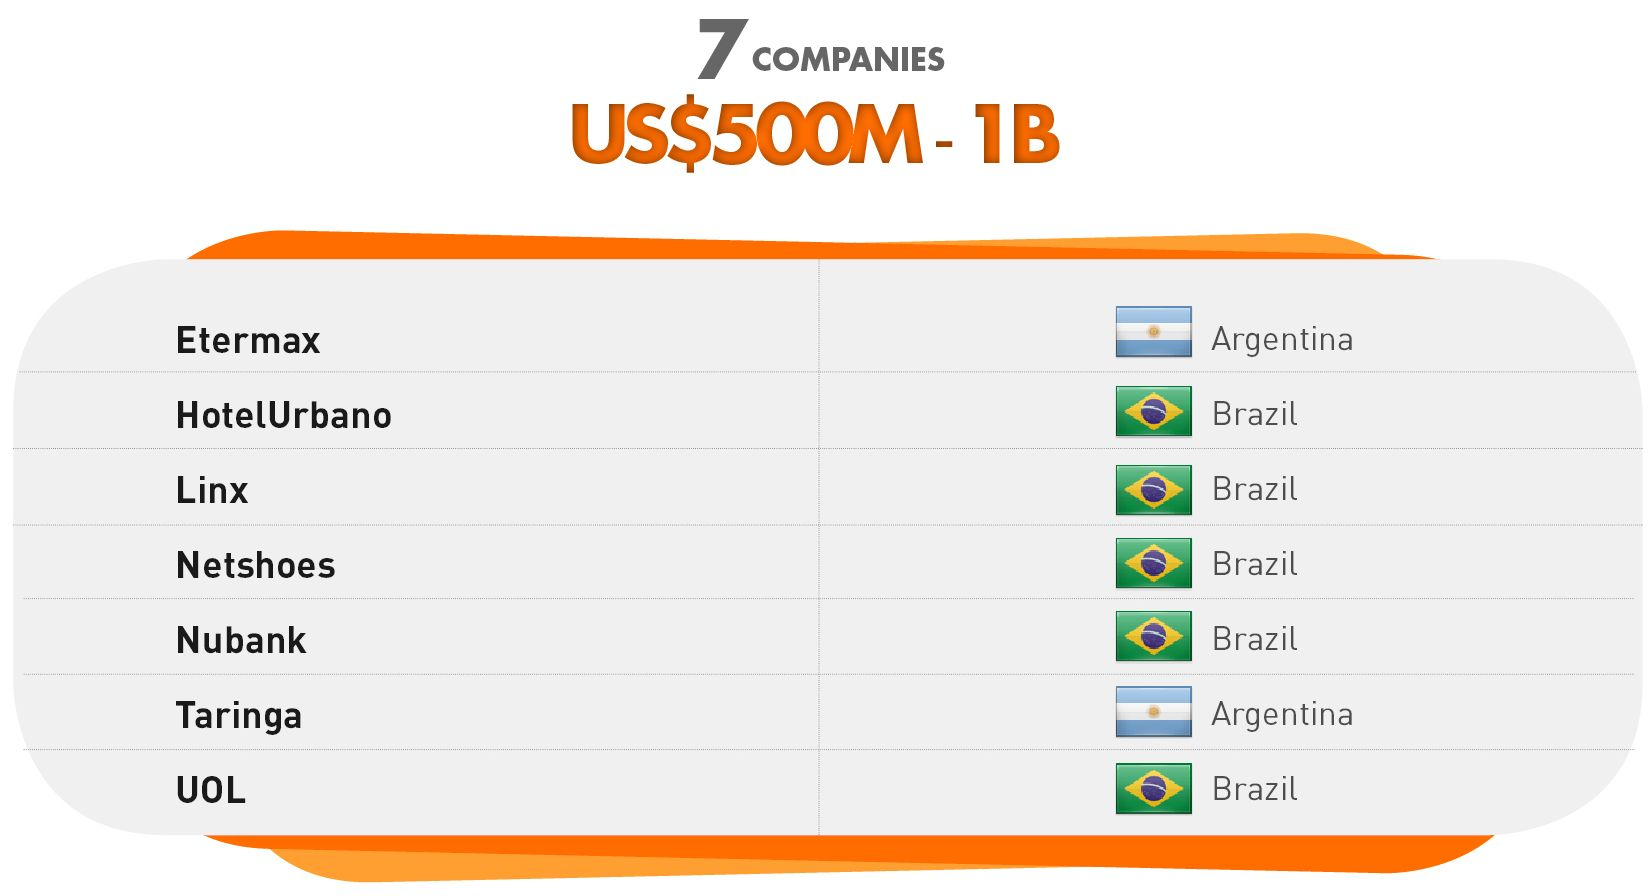 7 COMPANIES
US$500M - 1B
Etermax Argentina
HotelUrbano Brazil
Linx Brazil
Netshoes Brazil
Nubank Brazil
Taringa Argentina
UOL Brazil